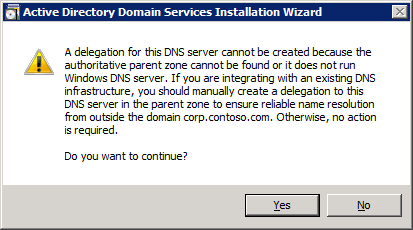 Active Directory Domain Services Installation Wizard
A delegation for this DNS server cannot be created because the
authoritative parent zone cannot be found or it does not run
Windows DNS server. If you are integrating with an existing DNS
infrastructure, you should manually create a delegation to this
DNS server in the parent zone to ensure reliable name resolution
from outside the domain corp.contoso.com. Otherwise, no action
is required.
Do you want to continue?
Yes No